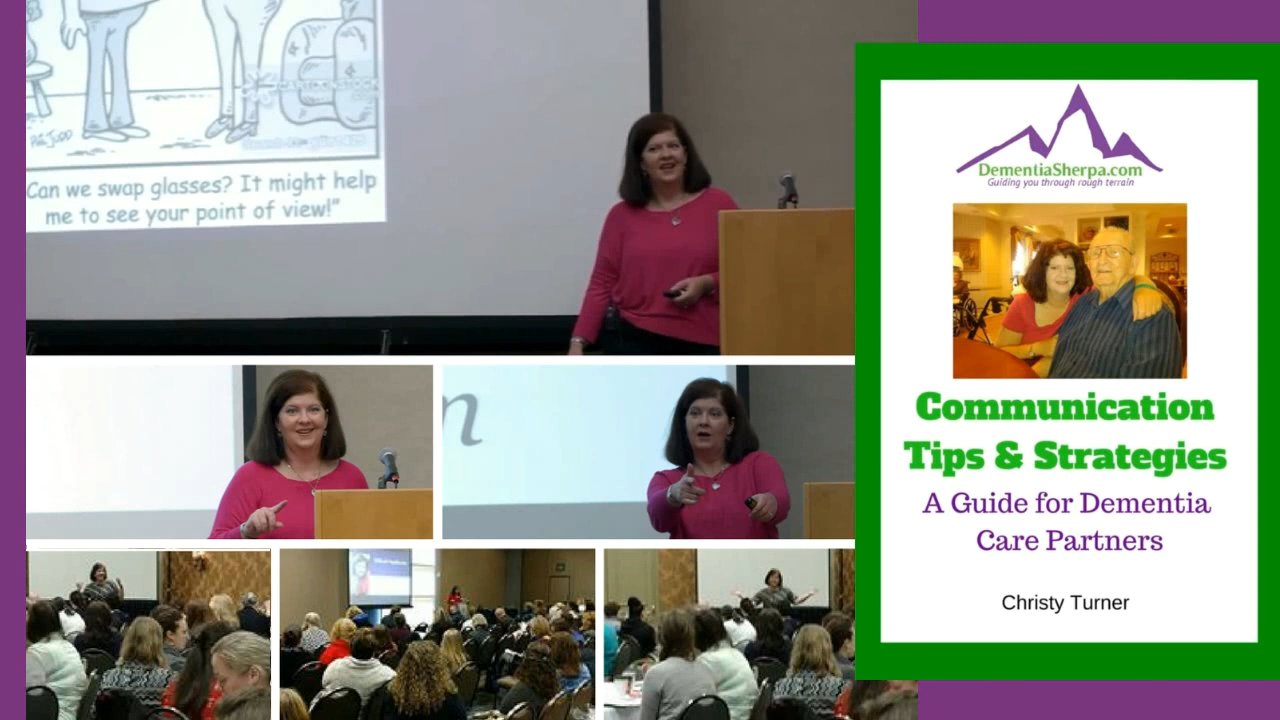 Can we swap glasses? It might help
me to see your point of view!"
CARTOONSTOCK
n
DementiaSherpa.com
Guiding you through rough terrain
Communication
Tips & Strategies
A Guide for Dementia
Care Partners
Christy Turner